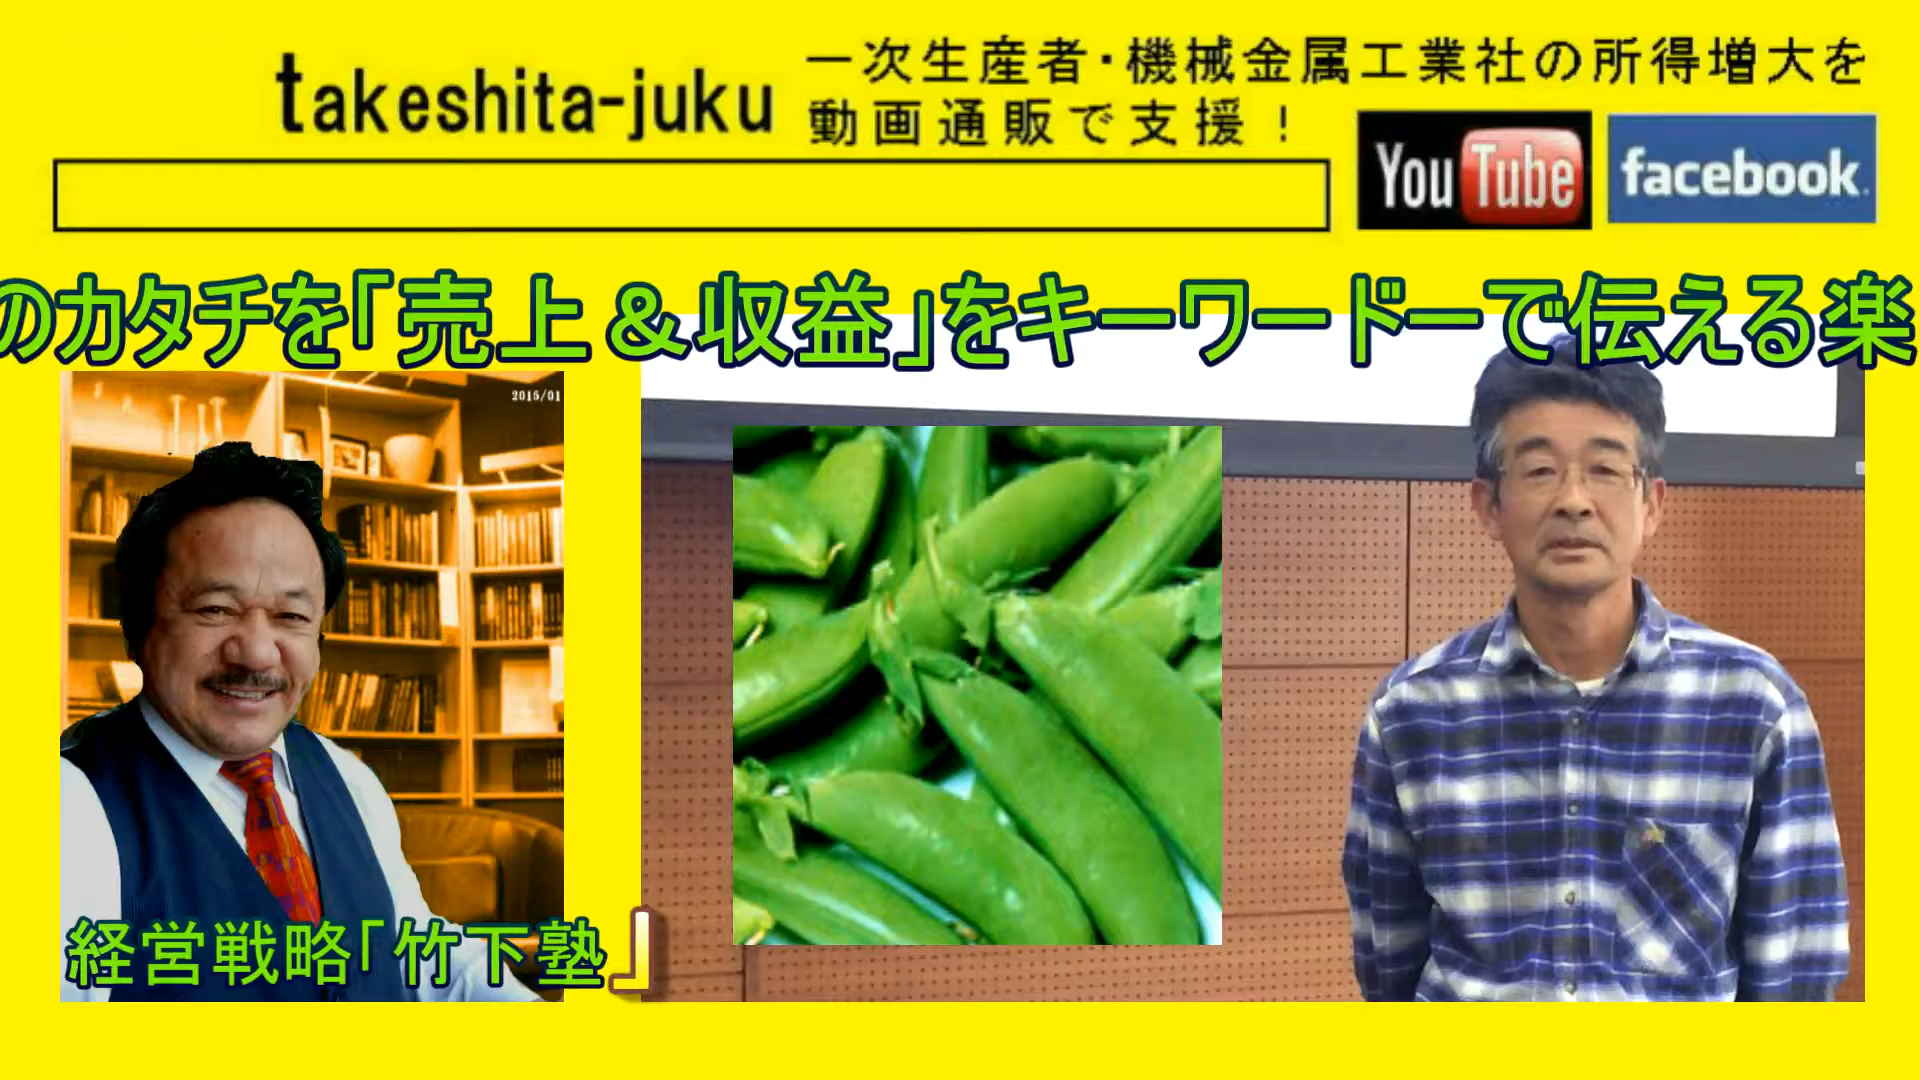 takeshita-juku
一次生産者・機械金属工業社の所得増大を
動画通販で支援！
YouTube
facebook
のカタチを「売上＆収益」をキーワードーで伝える楽
2015/01
経営戦略「竹下塾」